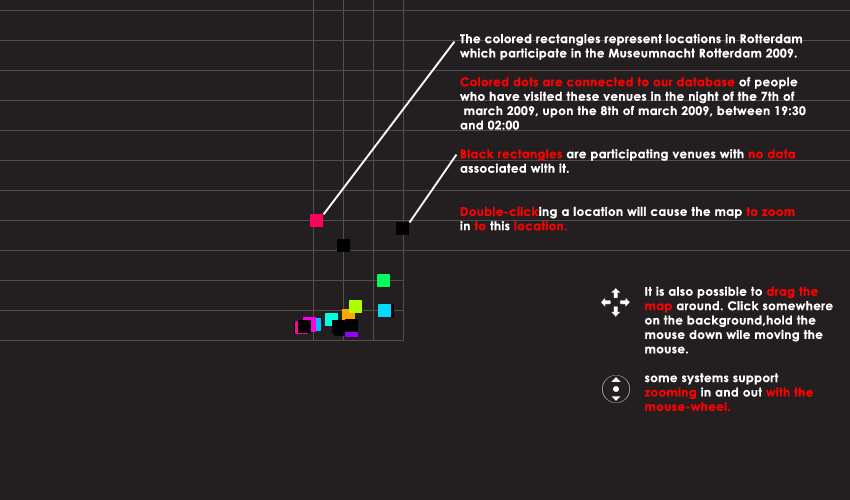 The colored rectangles represent locations in Rotterdam
which participate in the Museumnacht Rotterdam 2009.
Colored dots are connected to our database of people
who have visited these venues in the night of the 7th of
march 2009, upon the 8th of march 2009, between 19:30
and 02:00
Black rectangles are participating venues with no data
associated with it.
Double-clicking a location will cause the map to zoom
in to this location.
It is also possible to drag the
map around. Click somewhere
on the background,hold the
mouse down wile moving the
mouse.
some systems support
zooming in and out with the
mouse-wheel.